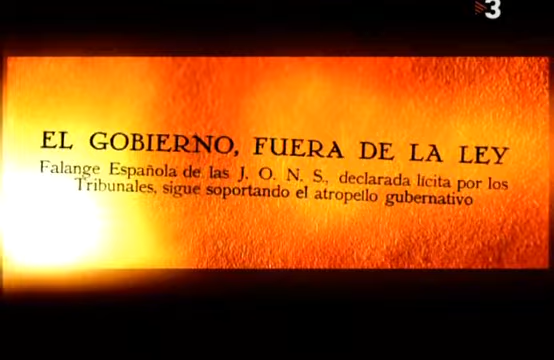 3
EL GOBIERNO, FUERA DE LA LEY
Falange Española de las J. O. N. S., declarada lícita por los
Tribunales, sigue soportando el atropello gubernativo